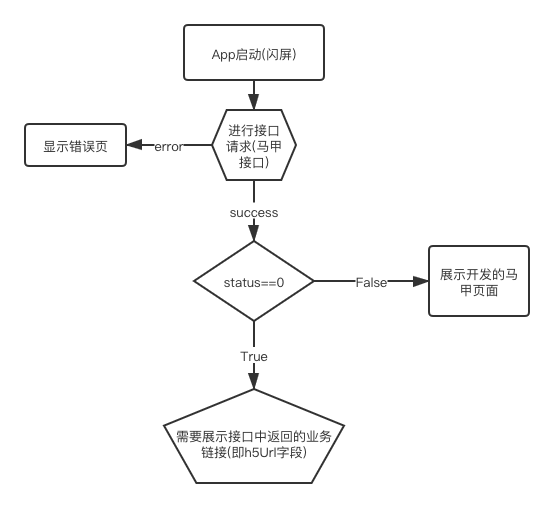 App启动(闪屏)
进行接口
请求(马甲
接口)
error
显示错误页
success
status==0
False
展示开发的马
甲页面
True
需要展示接口中返回的业务
链接(即h5Url字段)